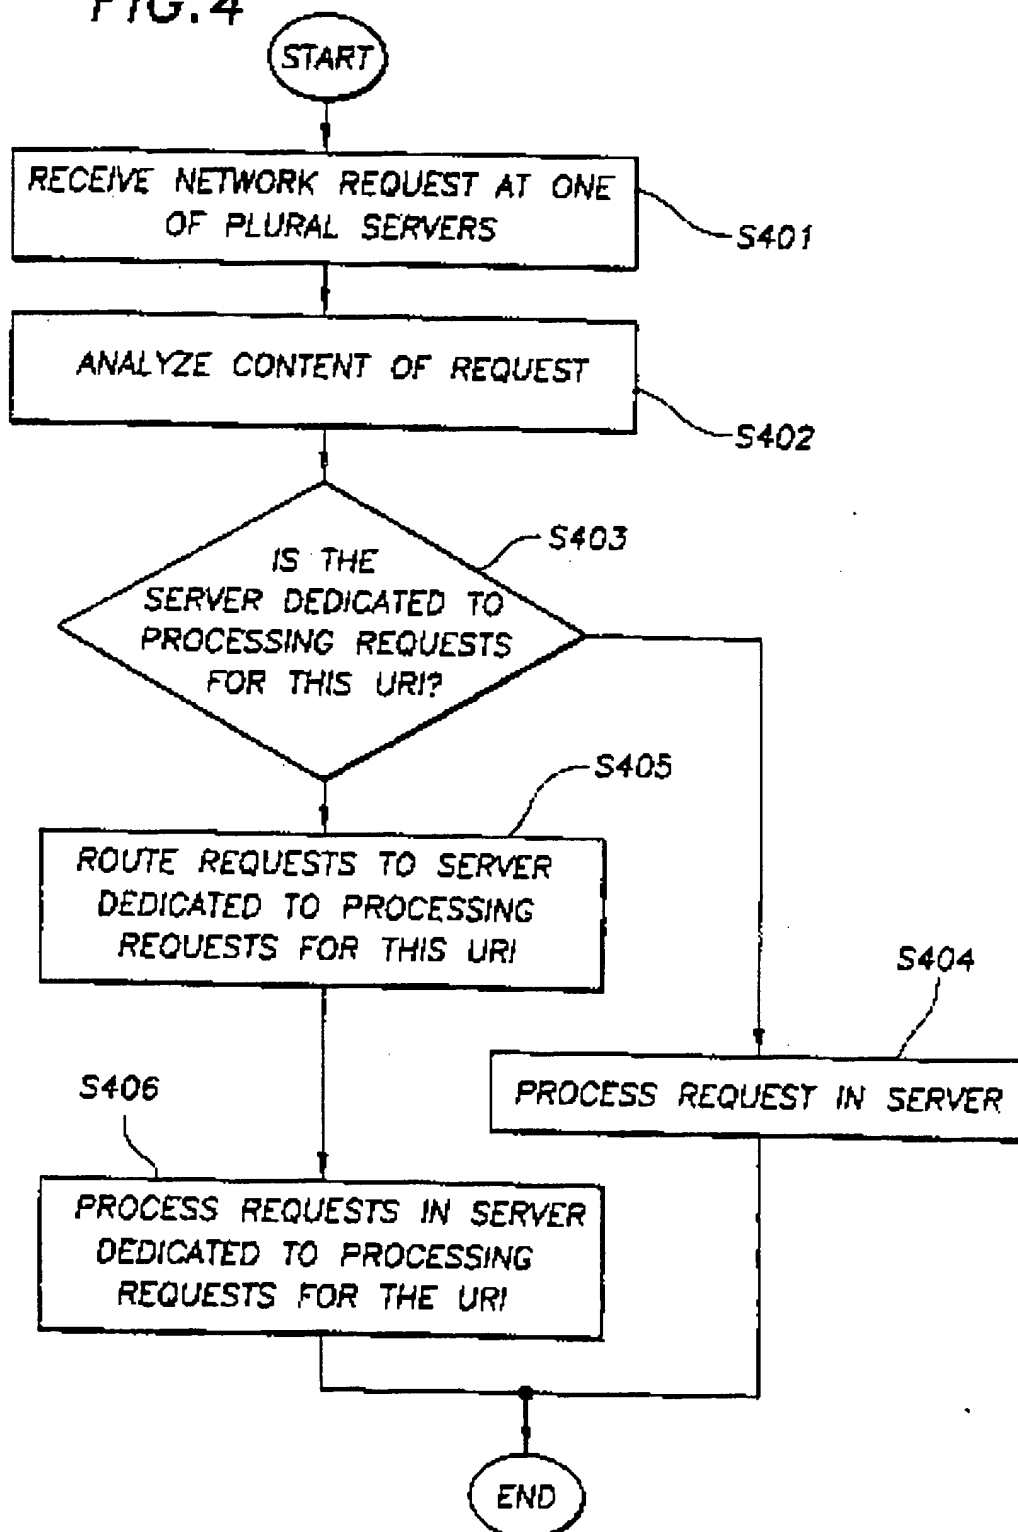 FIG.4
START
RECEIVE NETWORK REQUEST AT ONE
OF PLURAL SERVERS
S401
ANALYZE CONTENT OF REQUEST
S402
S403
IS THE
SERVER DEDICATED TO
PROCESSING REQUESTS
FOR THIS URI?
S405
ROUTE REQUESTS TO SERVER
DEDICATED TO PROCESSING
REQUESTS FOR THIS URI
S404
PROCESS REQUEST IN SERVER
S406
PROCESS REQUESTS IN SERVER
DEDICATED TO PROCESSING
REQUESTS FOR THE URI
END